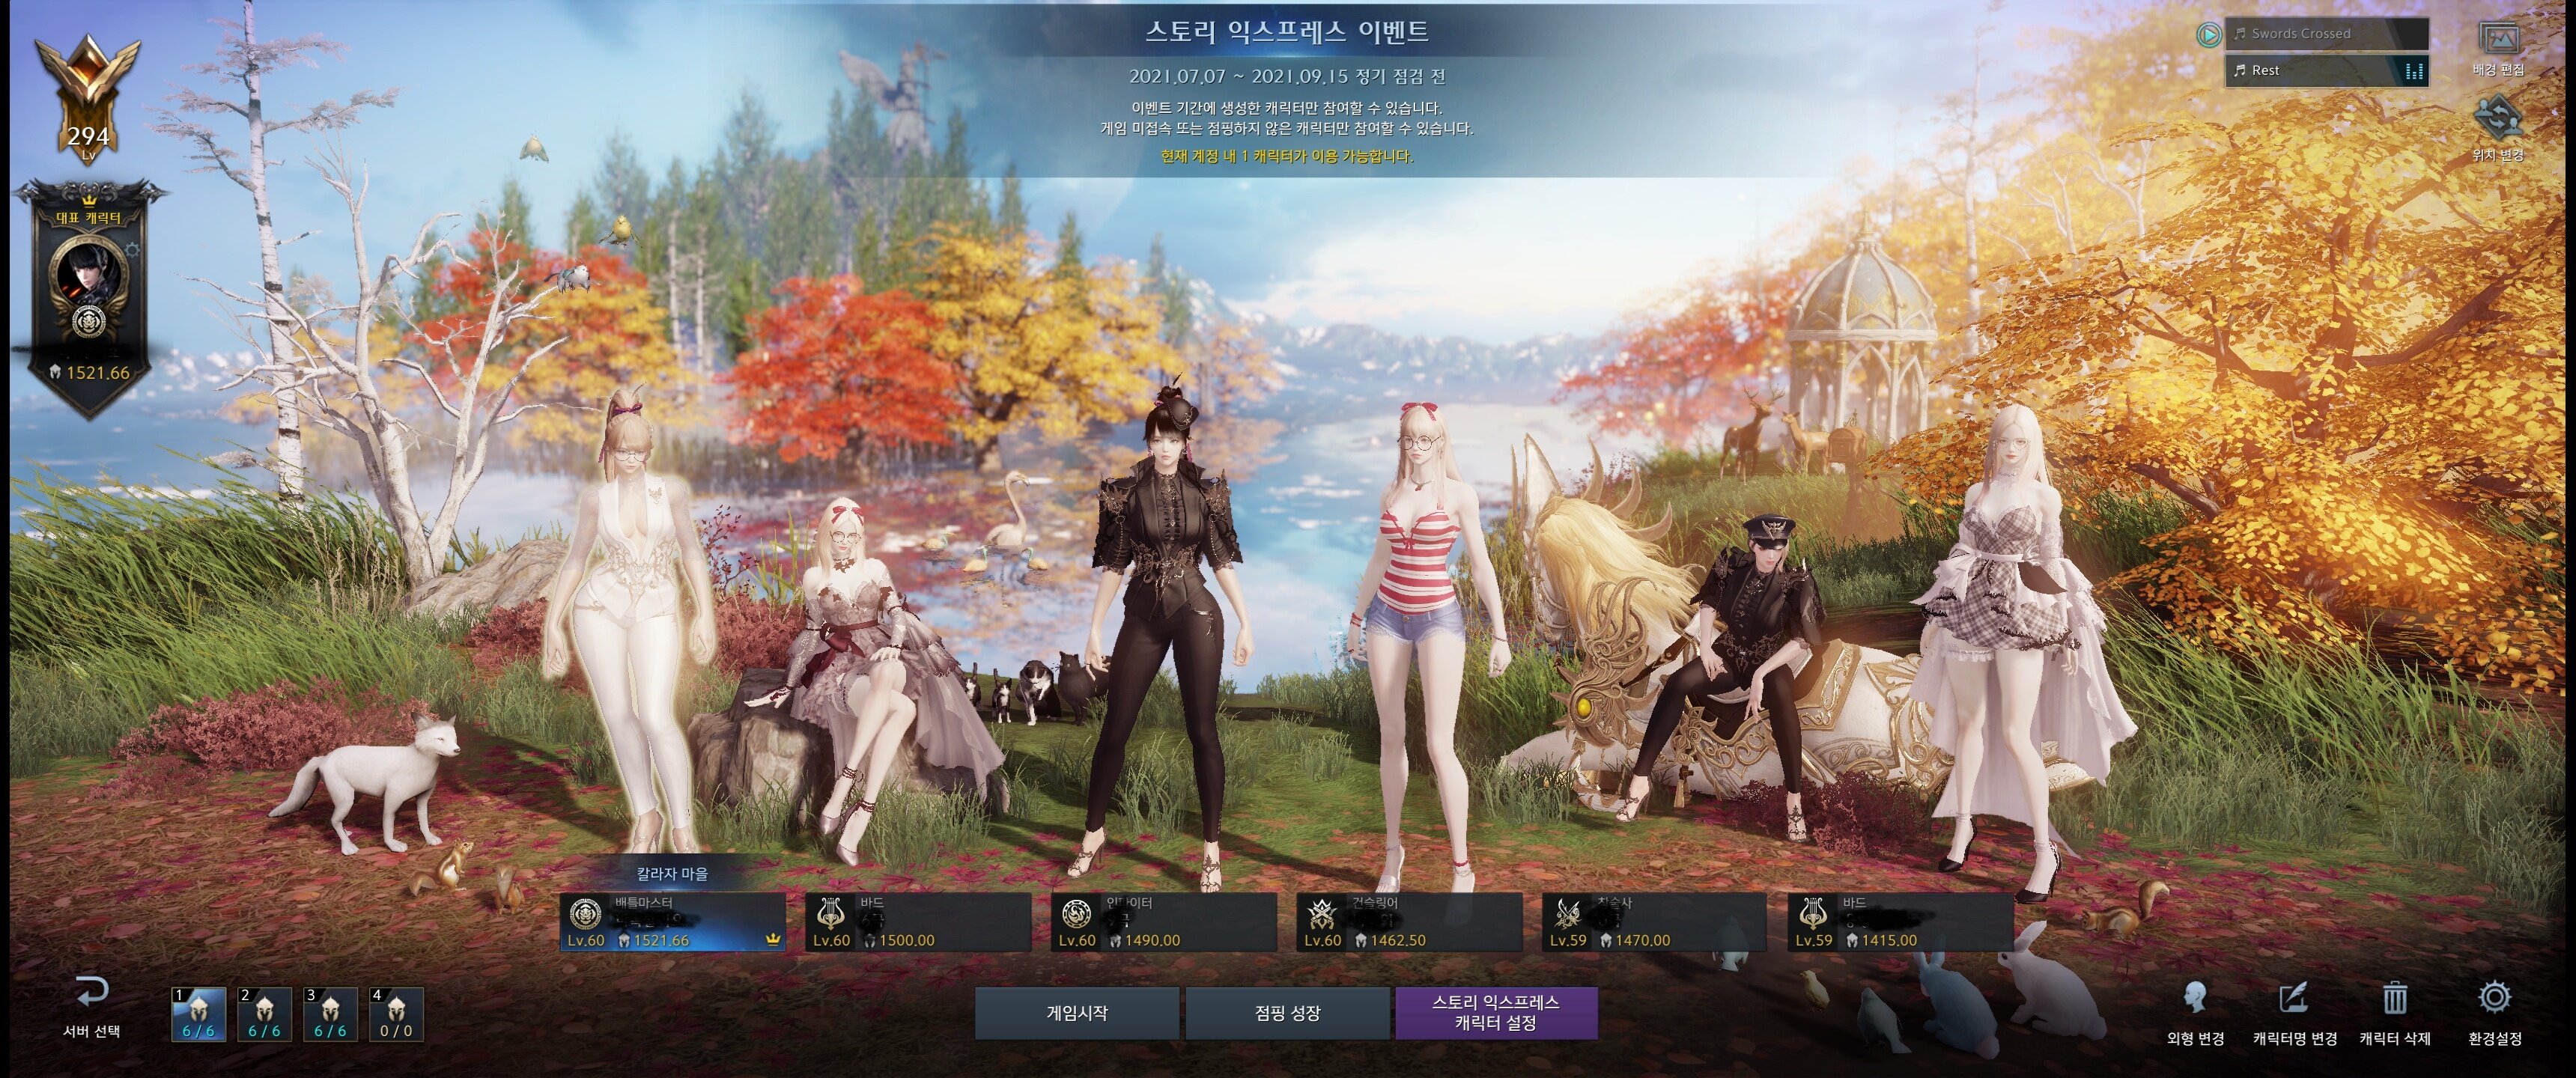 스토리 익스프레스 이벤트
2021.07.07 ~ 2021.09.15 정기 점검 전
이벤트 기간에 생성한 캐릭터만 참여할 수 있습니다.
게임 미접속 또는 점핑하지 않은 캐릭터만 참여할 수 있습니다.
현재 계정 내 1 캐릭터가 이용 가능합니다.
Swords Crossed
Rest
배경 편집
위치 변경
294
Lv
대표 캐릭터
1521.66
칼라자 마을
배틀마스터
Lv.60 1521.66
바드
Lv.60 1500.00
인파이터
Lv.60 1490.00
건슬링어
Lv.60 1462.50
창술사
Lv.59 1470.00
바드
Lv.59 1415.00
서버 선택
1 6 / 6
2 6 / 6
3 6 / 6
4 0 / 0
게임시작
점핑 성장
스토리 익스프레스
캐릭터 설정
외형 변경
캐릭터명 변경
캐릭터 삭제
환경설정